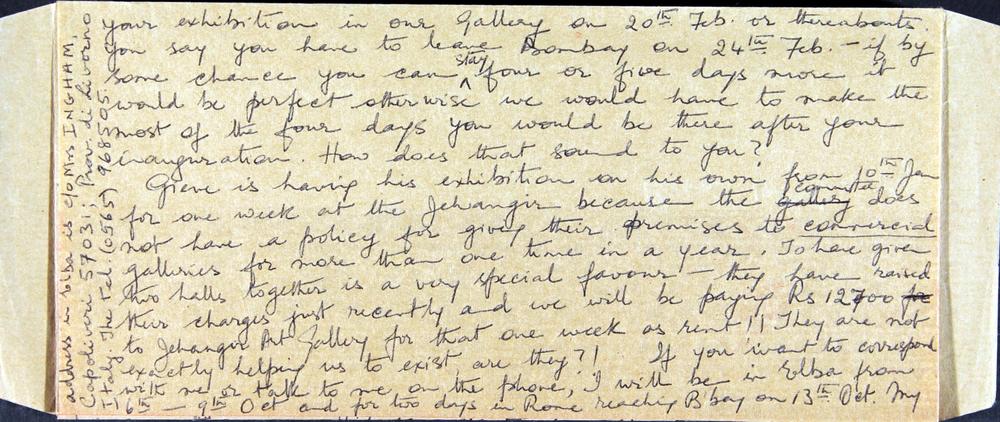 your exhibition in our Gallery on 20th Feb. or thereabouts.
You say you have to leave Bombay on 24th Feb. – if by
some chance you can stay four or five days more it
would be perfect otherwise we would have to make the
most of the four days you would be there after your
inauguration. How does that sound to you?
Gieve is having his exhibition on his own from 10th Jan
for one week at the Jehangir because the gallery committee does
not have a policy for giving their premises to commercial
galleries for more than one time in a year. To have given
two halls together is a very special favour – they have raised
their charges just recently and we will be paying Rs 12700 for
to Jehangir Art Gallery for that one week as rent!! They are not
exactly helping us to exist, are they?! If you want to correspond
with me or talk to me on the phone, I will be in Elba from
6th – 9th Oct and for two days in Rome reaching B'bay on 13th Oct. My
address in Elba is c/o Mrs INGHAM,
Capoliveri 57031; Prov. di Livorno
Italy. The tel. (0565) 968305.